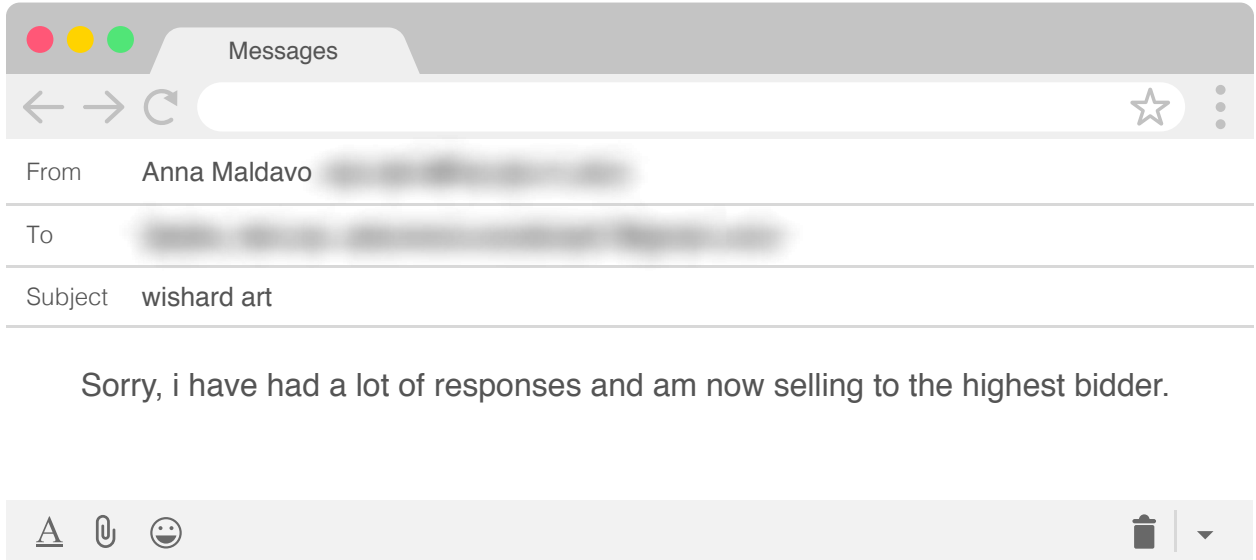 Messages
From Anna Maldavo
To
Subject wishard art
Sorry, i have had a lot of responses and am now selling to the highest bidder.
A